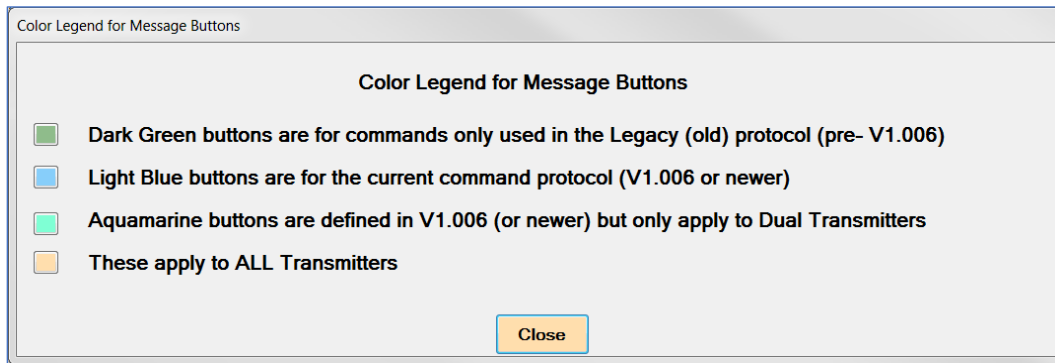 Color Legend for Message Buttons
Color Legend for Message Buttons
Dark Green buttons are for commands only used in the Legacy (old) protocol (pre- V1.006)
Light Blue buttons are for the current command protocol (V1.006 or newer)
Aquamarine buttons are defined in V1.006 (or newer) but only apply to Dual Transmitters
These apply to ALL Transmitters
Close